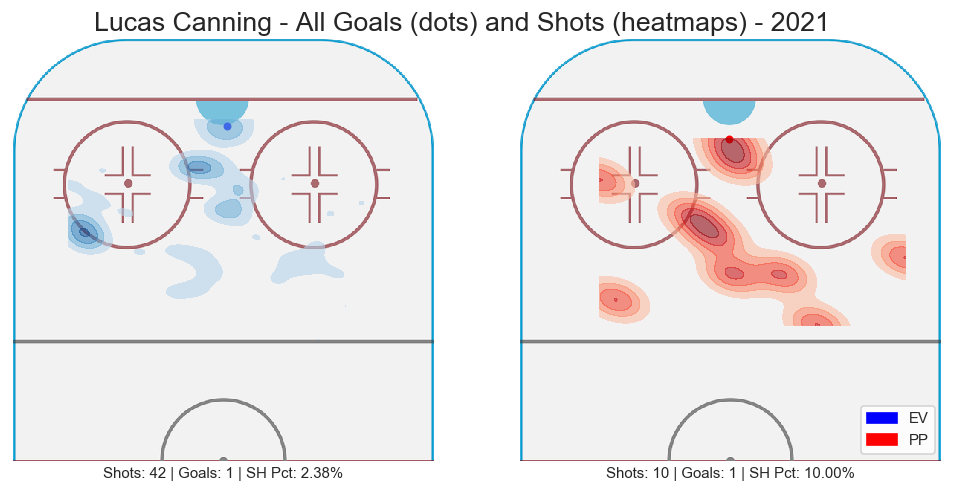 Lucas Canning - All Goals (dots) and Shots (heatmaps) - 2021
EV
PP
Shots: 42 | Goals: 1 | SH Pct: 2.38%
Shots: 10 | Goals: 1 | SH Pct: 10.00%